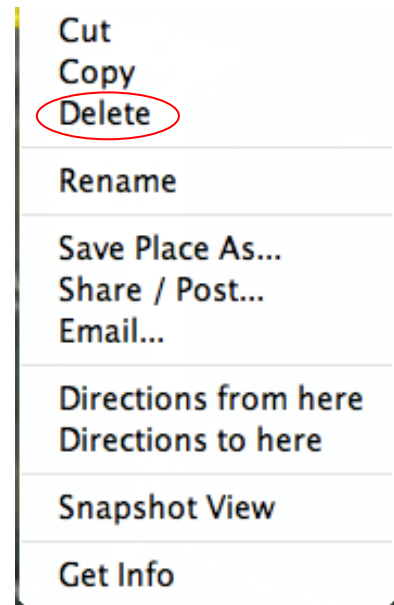 Cut
Copy
Delete
Rename
Save Place As...
Share / Post...
Email...
Directions from here
Directions to here
Snapshot View
Get Info